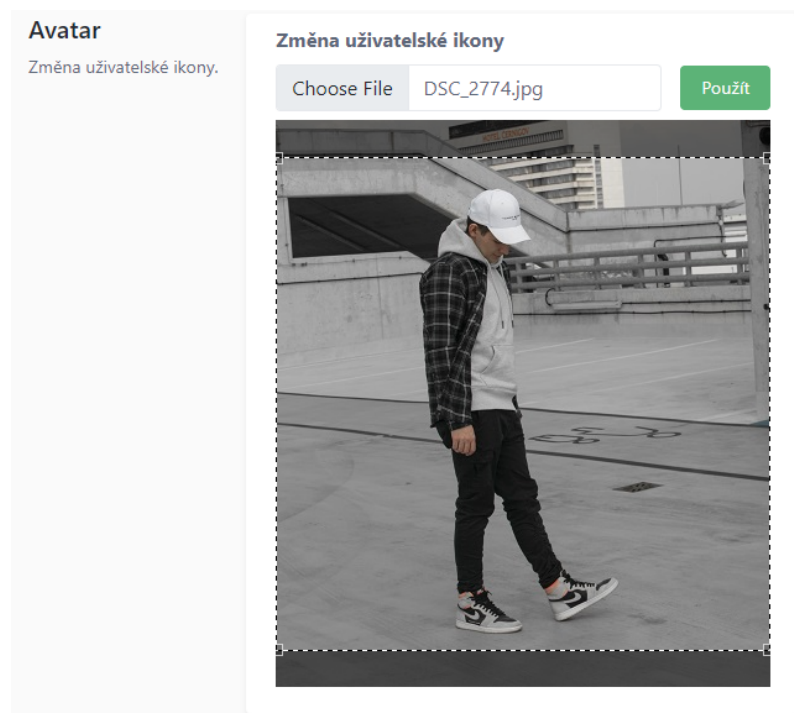 Avatar
Změna uživatelské ikony.
Změna uživatelské ikony
Choose File DSC_2774.jpg
Použít